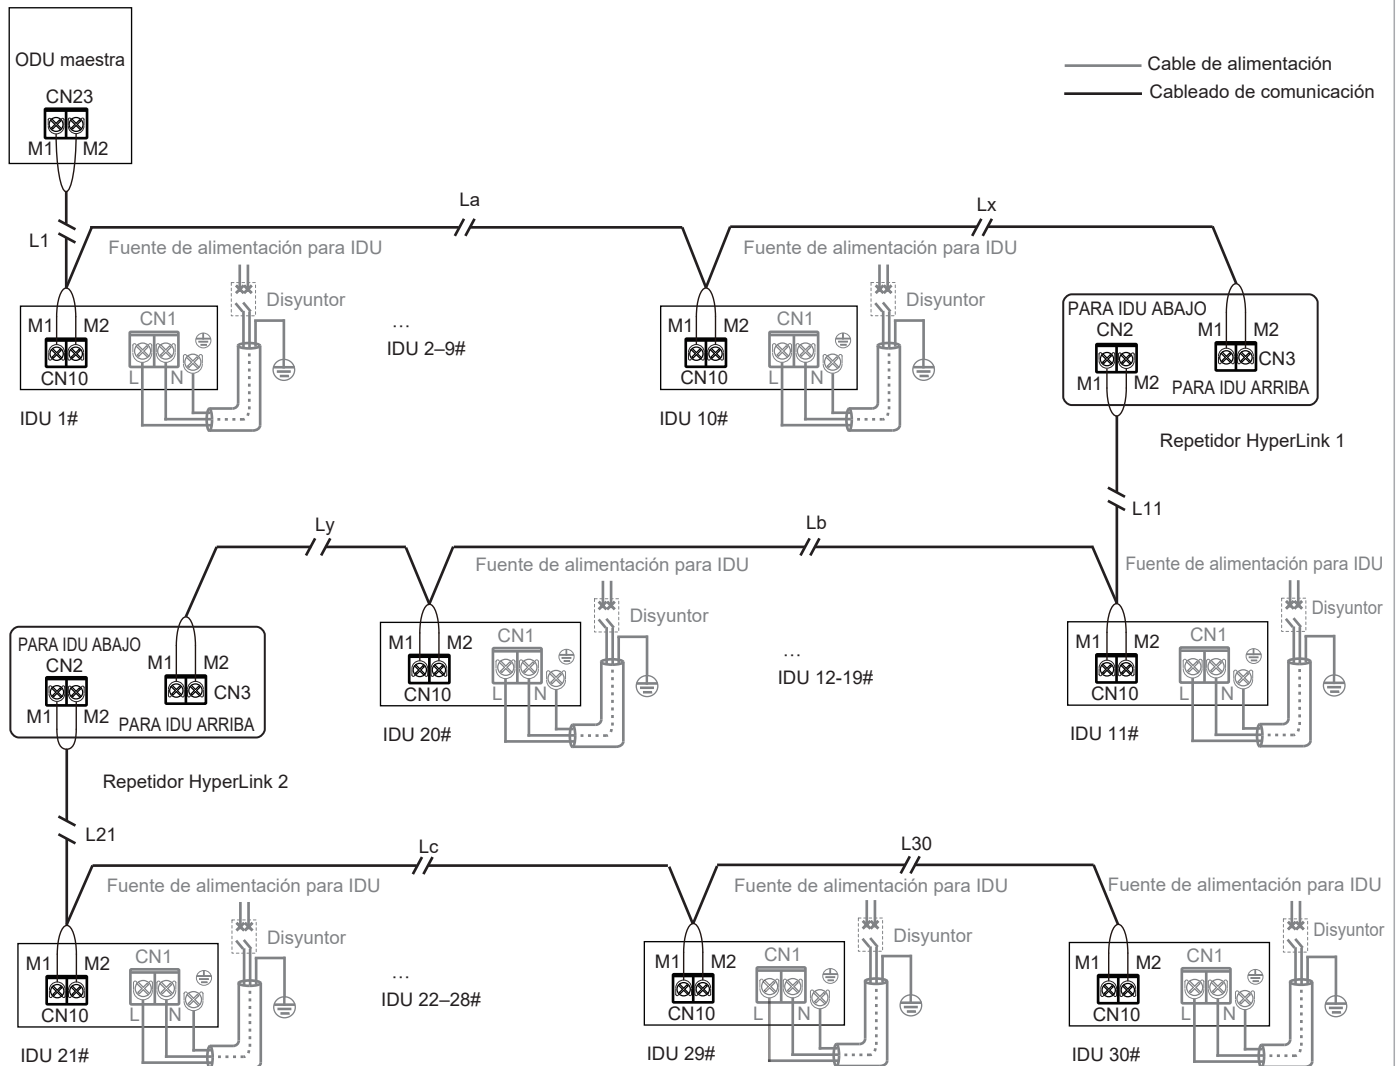 ODU maestra
CN23
M1 M2
Cable de alimentación
Cableado de comunicación
L1
La
Lx
Fuente de alimentación para IDU
Disyuntor
M1 M2
CN1
CN10
L N
IDU 1#
...
IDU 2–9#
Fuente de alimentación para IDU
Disyuntor
M1 M2
CN1
CN10
L N
IDU 10#
PARA IDU ABAJO
CN2
M1 M2
M1 M2
CN3
PARA IDU ARRIBA
Repetidor HyperLink 1
L11
Ly
Lb
PARA IDU ABAJO
CN2
M1 M2
M1 M2
CN3
PARA IDU ARRIBA
Repetidor HyperLink 2
Fuente de alimentación para IDU
Disyuntor
M1 M2
CN1
CN10
L N
IDU 20#
...
IDU 12-19#
Fuente de alimentación para IDU
Disyuntor
M1 M2
CN1
CN10
L N
IDU 11#
L21
Lc
L30
Fuente de alimentación para IDU
Disyuntor
M1 M2
CN1
CN10
L N
IDU 21#
...
IDU 22–28#
Fuente de alimentación para IDU
Disyuntor
M1 M2
CN1
CN10
L N
IDU 29#
Fuente de alimentación para IDU
Disyuntor
M1 M2
CN1
CN10
L N
IDU 30#